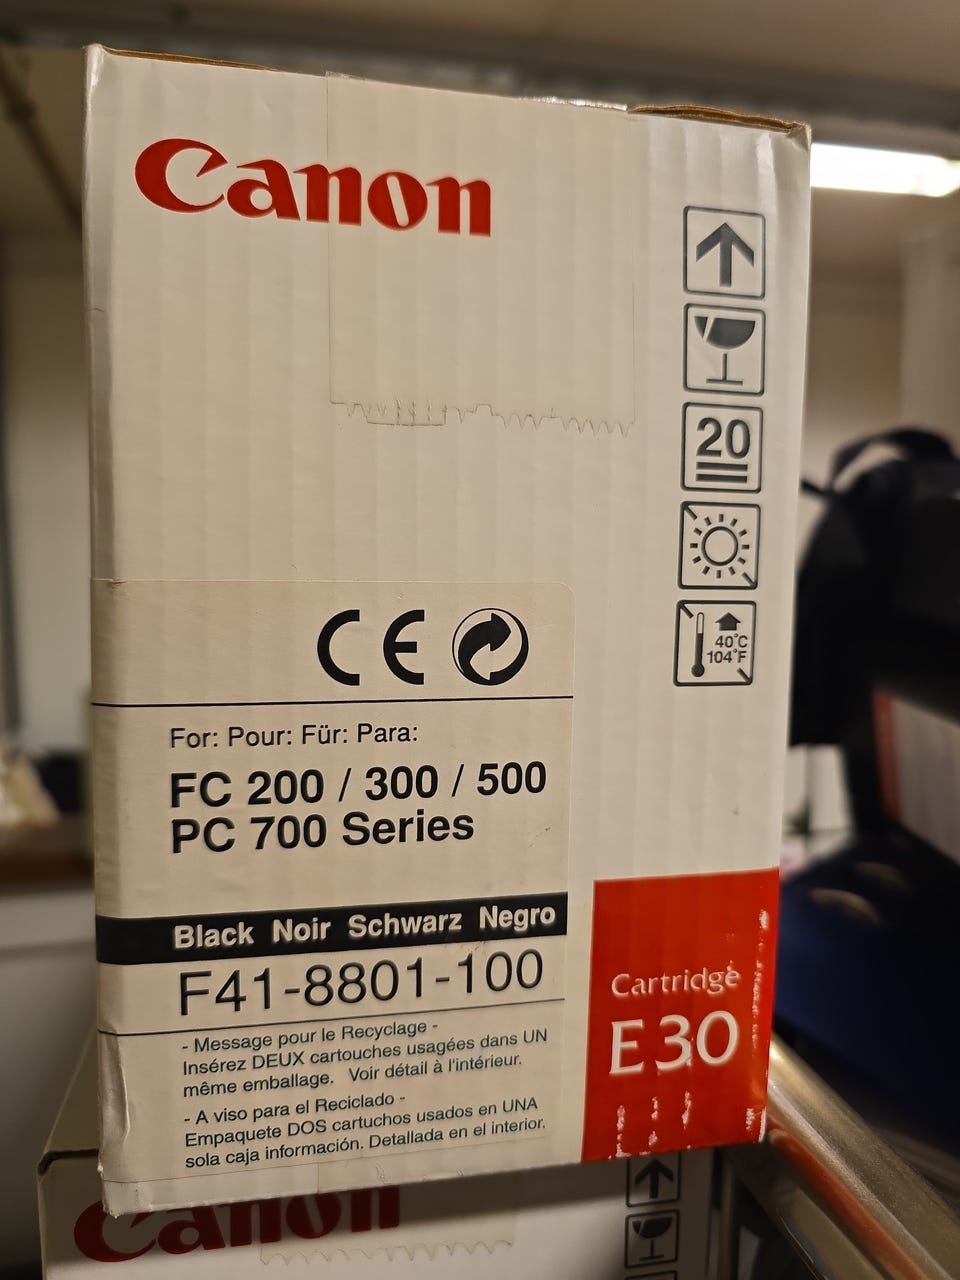 Canon
20
40°C
104°F
CE
For: Pour: Für: Para:
FC 200 / 300 / 500
PC 700 Series
Black Noir Schwarz Negro
F41-8801-100
- Message pour le Recyclage -
Insérez DEUX cartouches usagées dans UN
même emballage. Voir détail à l'intérieur.
- A viso para el Reciclado -
Empaquete DOS cartuchos usados en UNA
sola caja información. Detallada en el interior.
Cartridge
E30
Canon